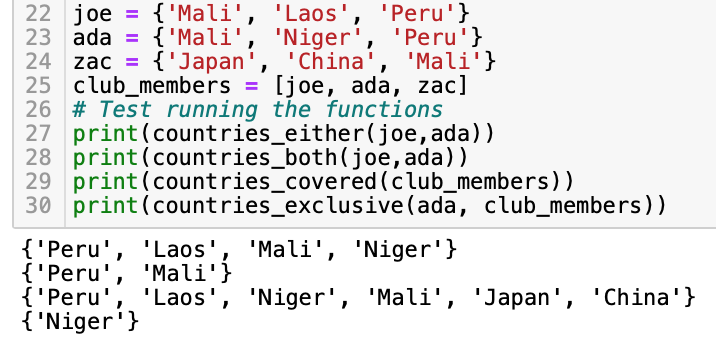 22 joe = {'Mali', 'Laos', 'Peru'}
23 ada = {'Mali', 'Niger', 'Peru'}
24 zac = {'Japan', 'China', 'Mali'}
25 club_members = [joe, ada, zac]
26 # Test running the functions
27 print(countries_either(joe,ada))
28 print(countries_both(joe,ada))
29 print(countries_covered(club_members))
30 print(countries_exclusive(ada, club_members))
{'Peru', 'Laos', 'Mali', 'Niger'}
{'Peru', 'Mali'}
{'Peru', 'Laos', 'Niger', 'Mali', 'Japan', 'China'}
{'Niger'}